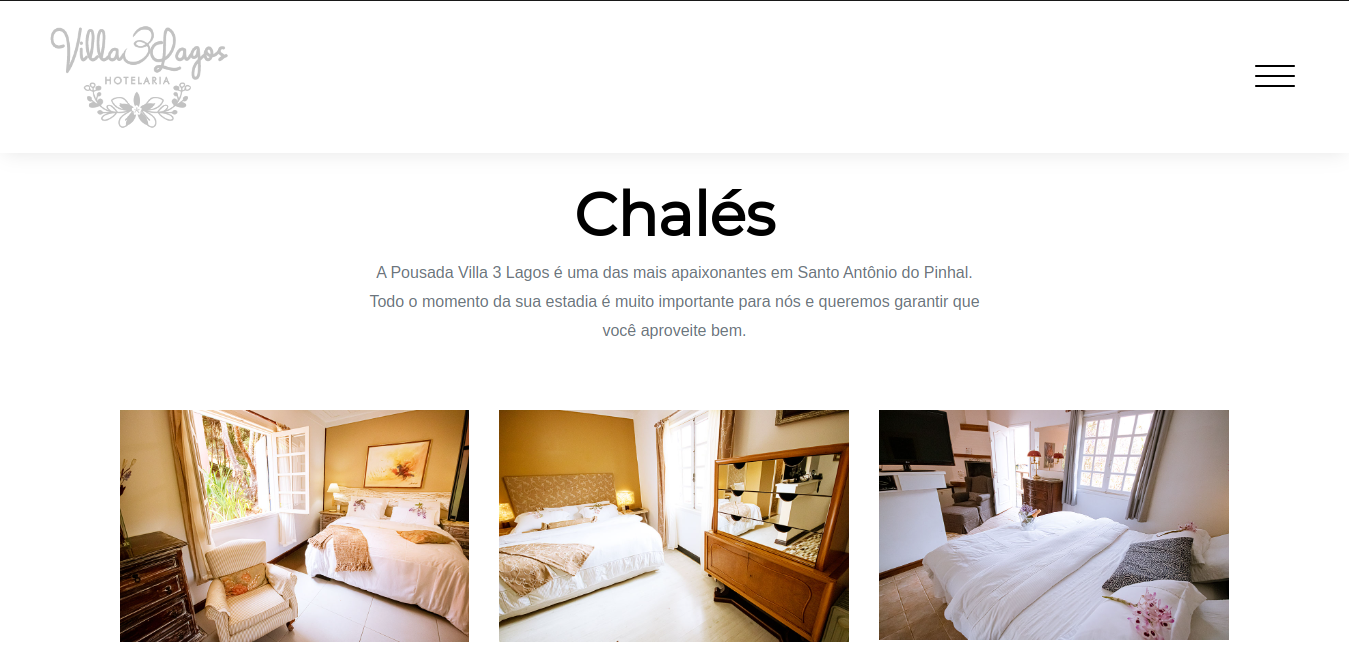 Villa 3 Lagos
HOTELARIA
Chalés
A Pousada Villa 3 Lagos é uma das mais apaixonantes em Santo Antônio do Pinhal.
Todo o momento da sua estadia é muito importante para nós e queremos garantir que
você aproveite bem.